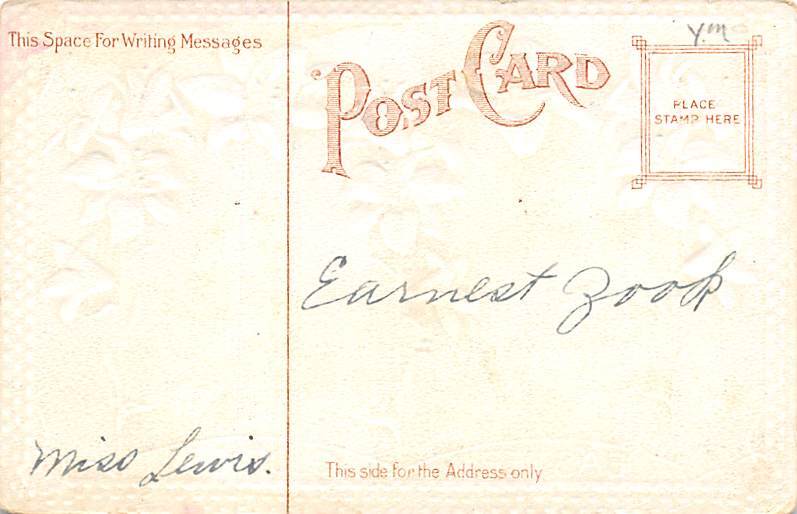 This Space For Writing Messages
POST CARD
PLACE
STAMP HERE
Earnest Zook
Miss Lewis.
This side for the Address only